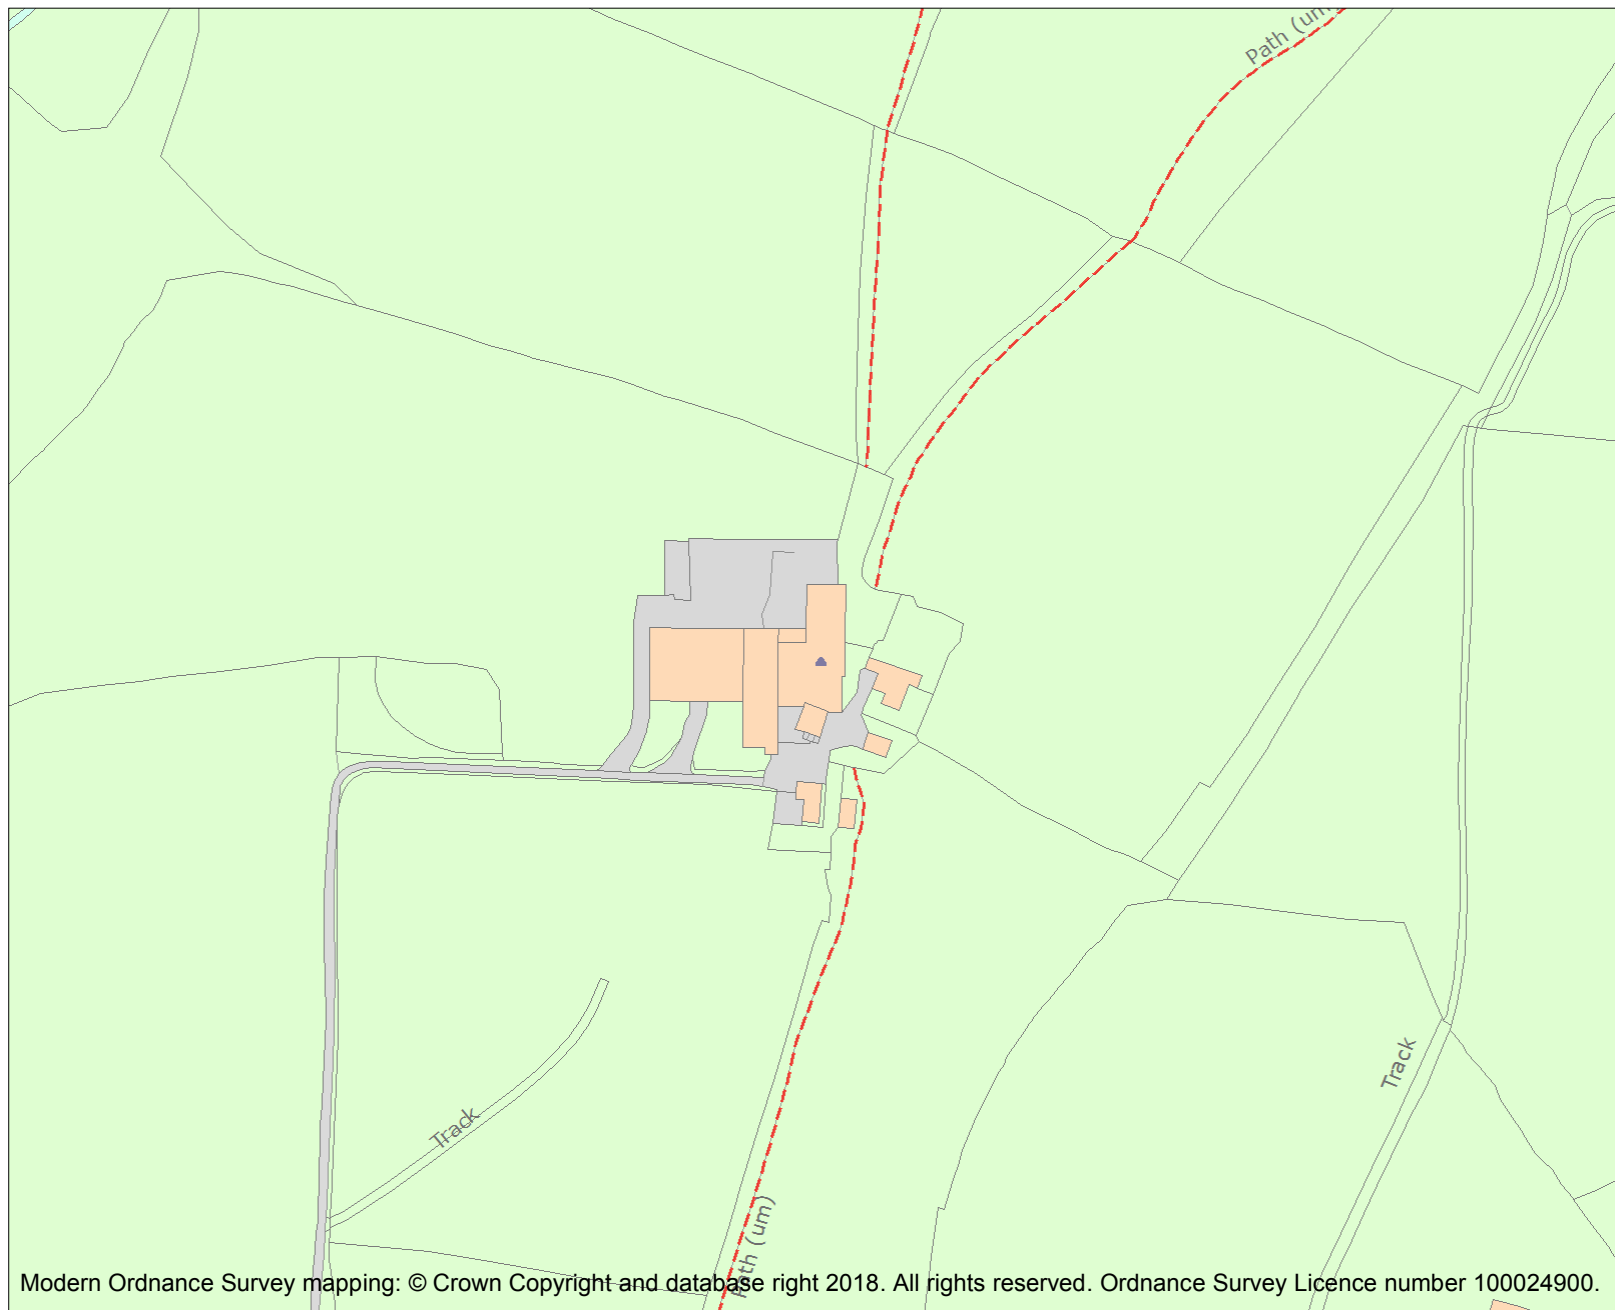 Path (um)
Track
Track
Path (um)
Modern Ordnance Survey mapping: © Crown Copyright and database right 2018. All rights reserved. Ordnance Survey Licence number 100024900.